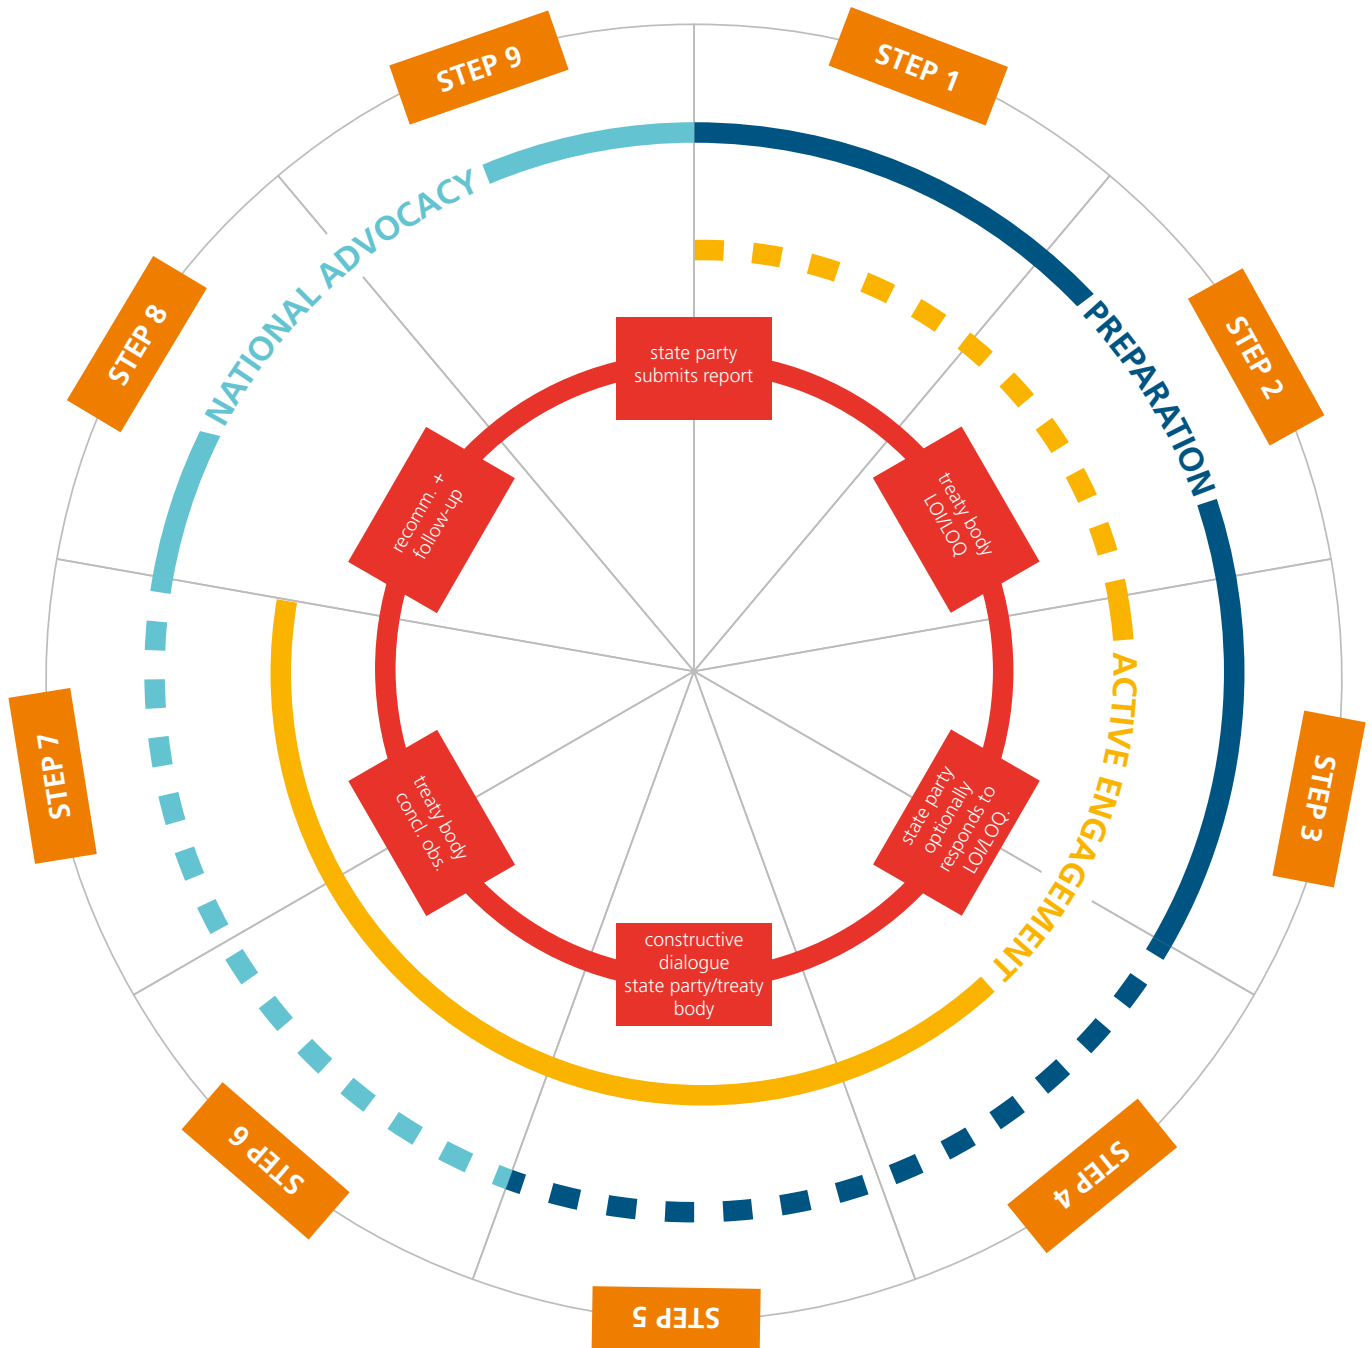 STEP 1
STEP 2
STEP 3
STEP 4
STEP 5
STEP 6
STEP 7
STEP 8
STEP 9
PREPARATION
ACTIVE ENGAGEMENT
NATIONAL ADVOCACY
state party
submits report
treaty body
LOI/LOQ
state party
optionally
responds to
LOI/LOQ.
constructive
dialogue
state party/treaty
body
treaty body
concl. obs.
recomm. +
follow-up